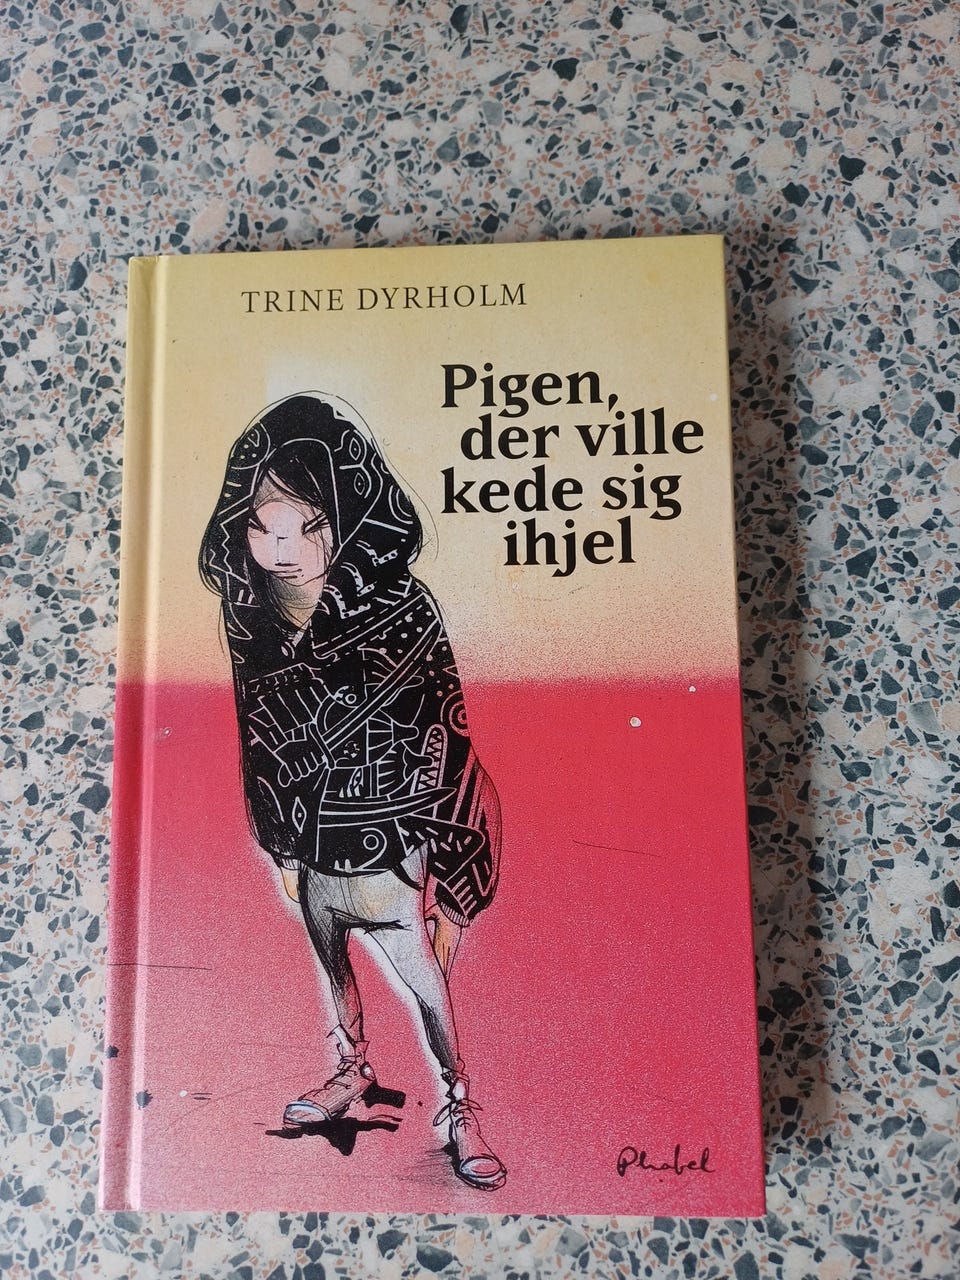 TRINE DYRHOLM
Pigen,
der ville
kede sig
ihjel
Phabel